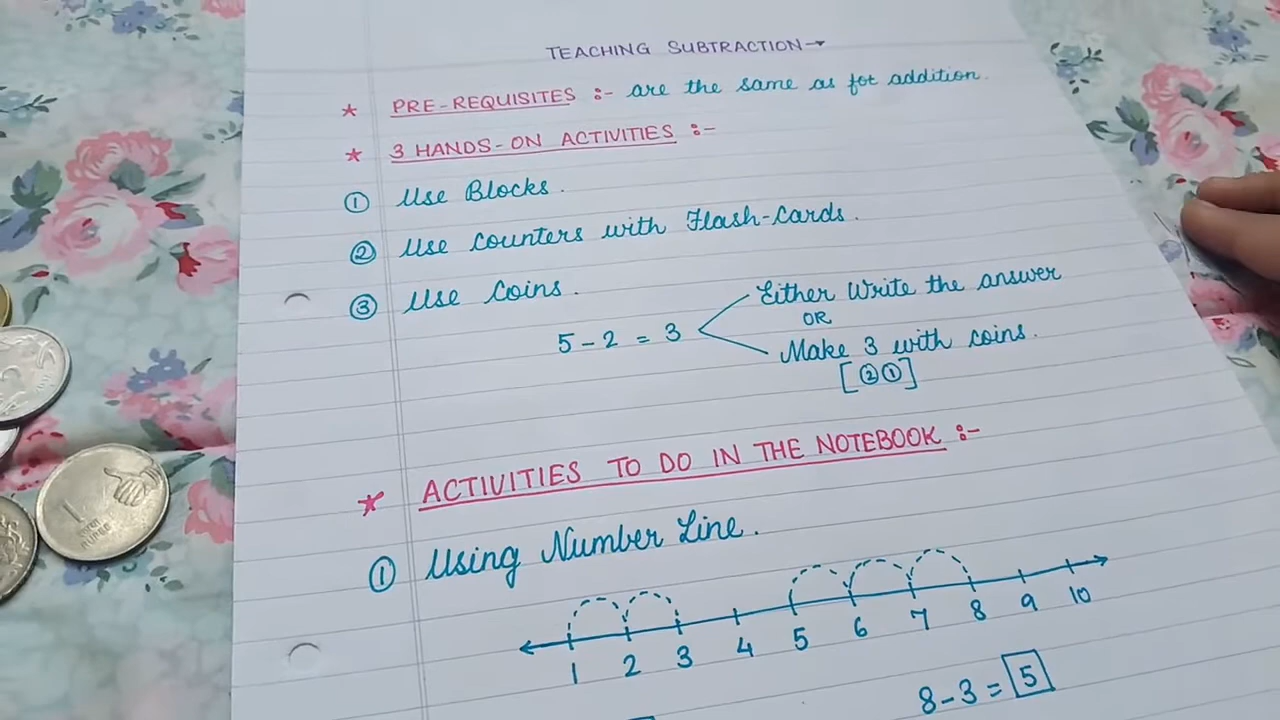 TEACHING SUBTRACTION →
* PRE-REQUISITES :- are the same as for addition.
* 3 HANDS-ON ACTIVITIES :-
① Use Blocks.
② Use Counters with Flash-Cards.
③ Use Coins.
5 - 2 = 3
Either Write the answer
OR
Make 3 with coins.
[②①]
* ACTIVITIES TO DO IN THE NOTEBOOK :-
① Using Number Line.
1 2 3 4 5 6 7 8 9 10
8 - 3 = 5
1
RUPEE